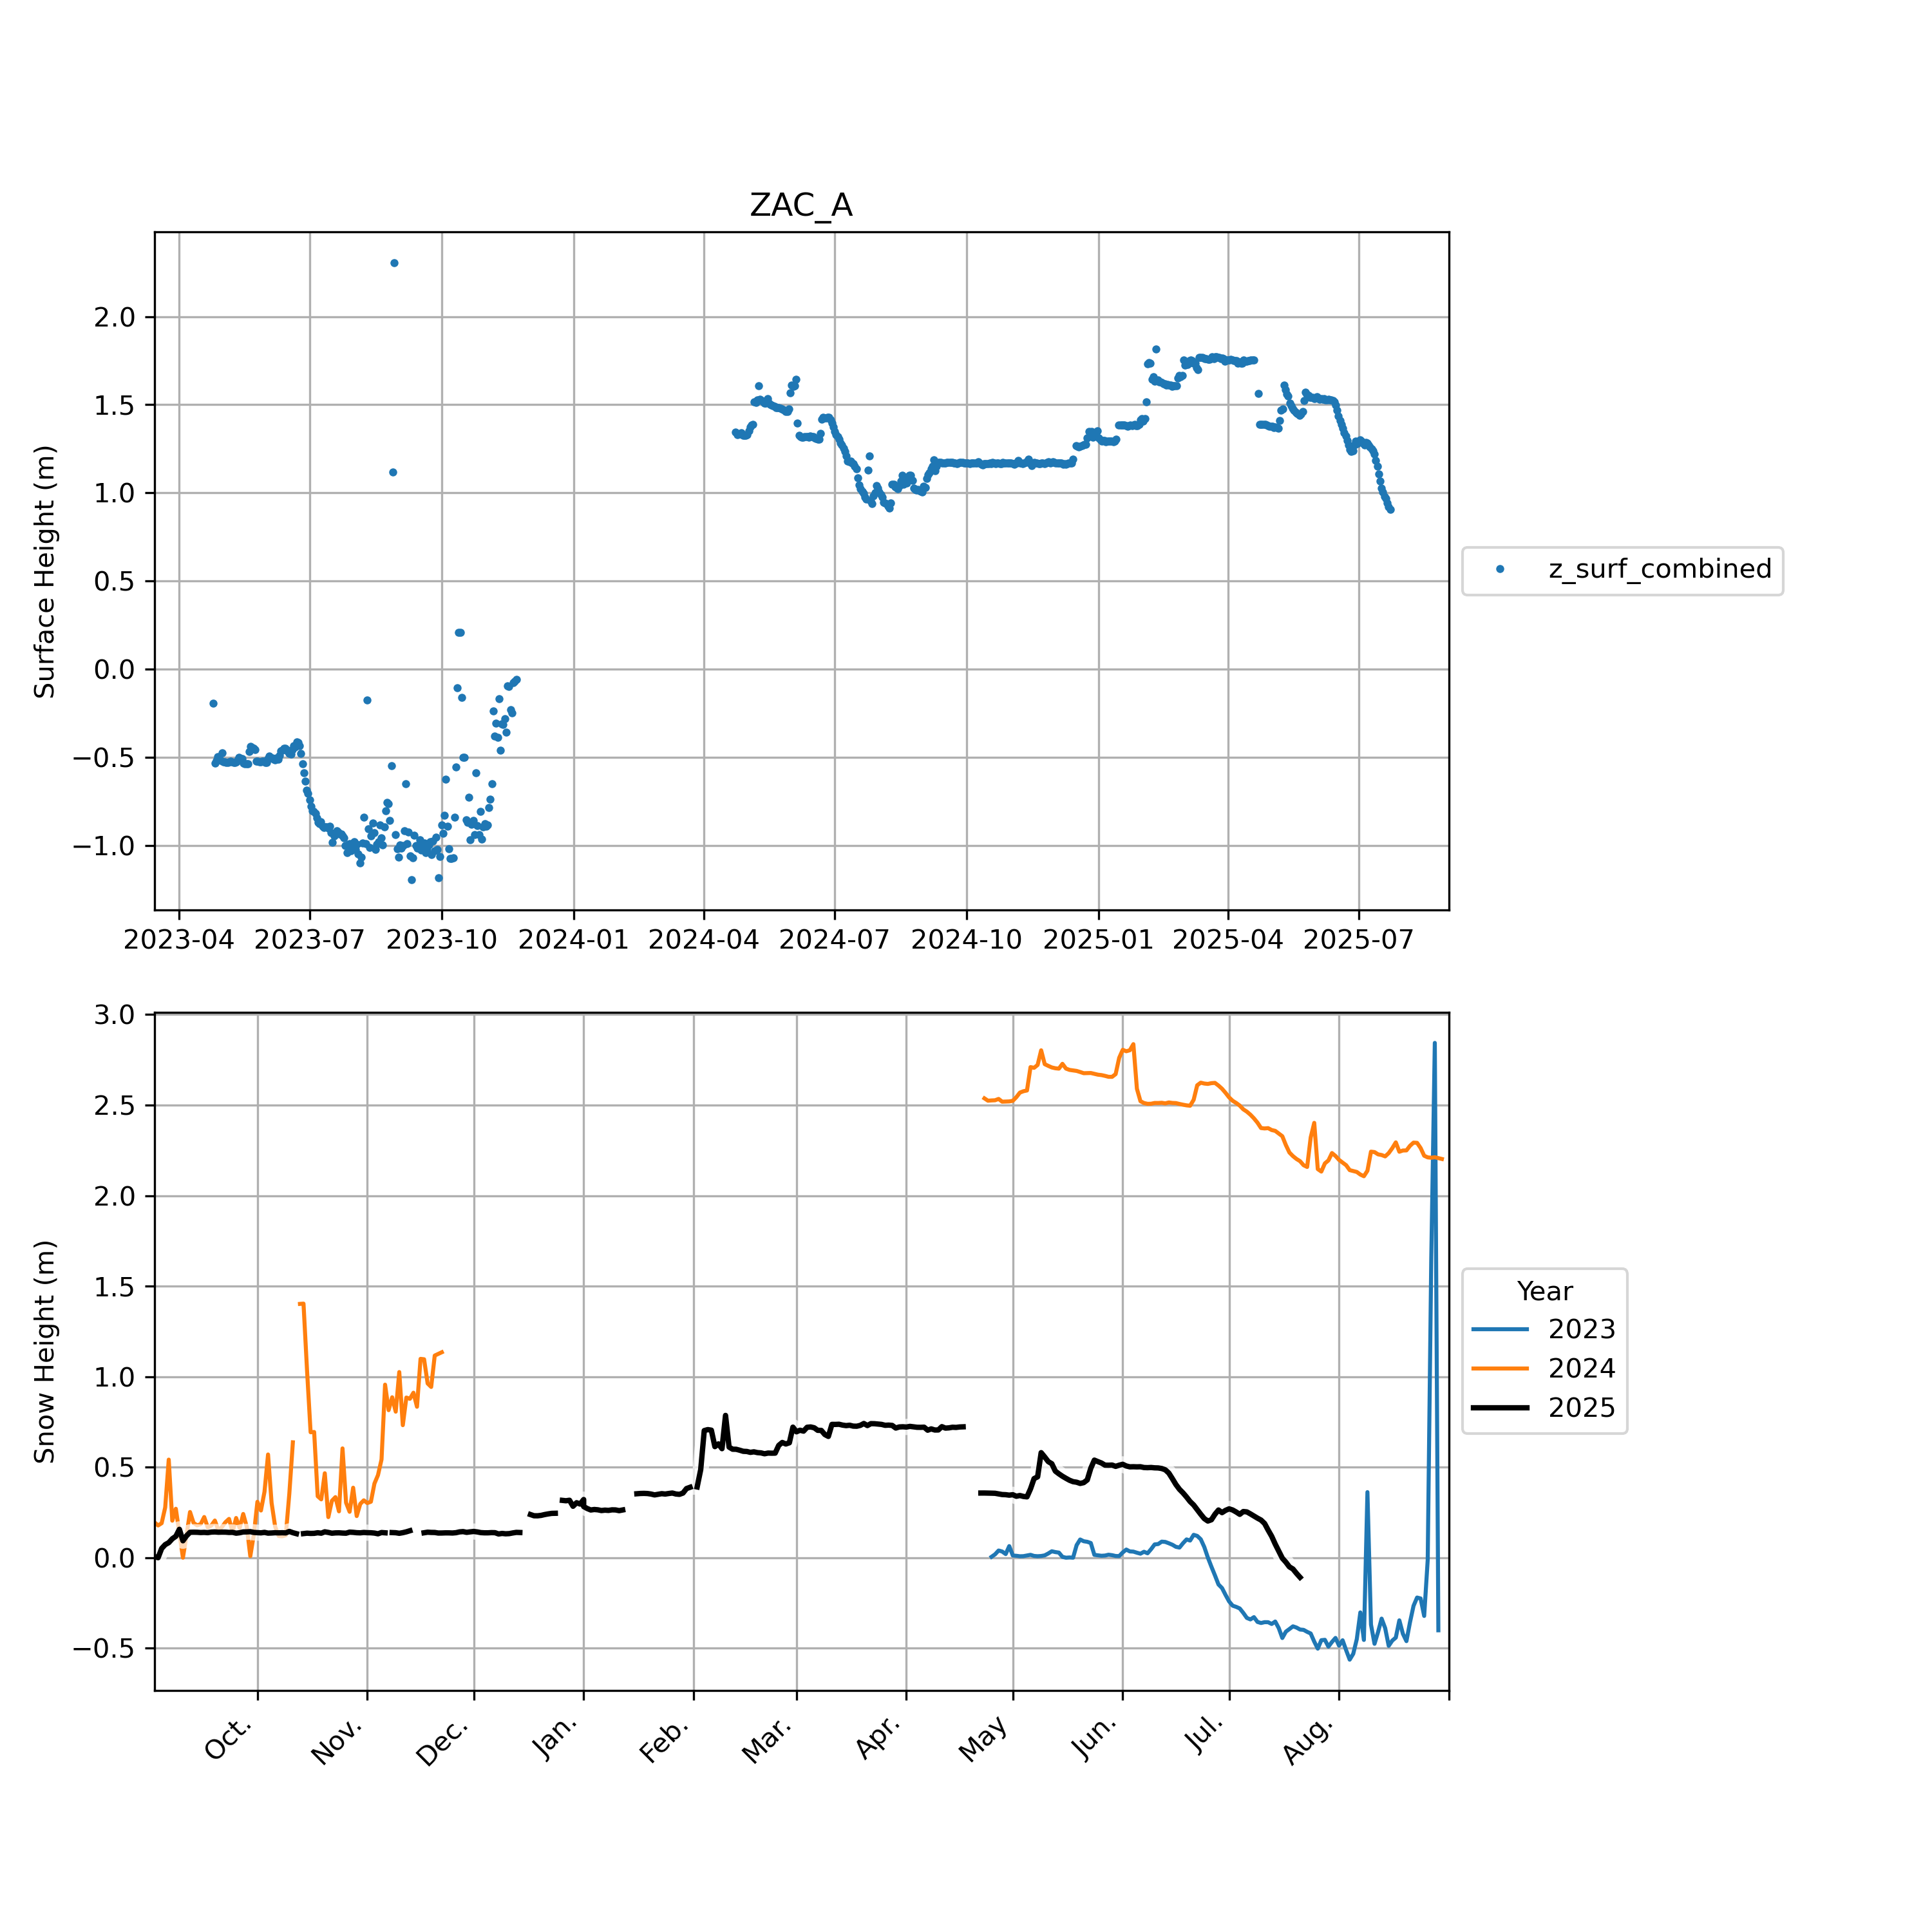 ZAC_A
Surface Height (m)
2.0
1.5
1.0
0.5
0.0
−0.5
−1.0
2023-04 2023-07 2023-10 2024-01 2024-04 2024-07 2024-10 2025-01 2025-04 2025-07
z_surf_combined
Snow Height (m)
3.0
2.5
2.0
1.5
1.0
0.5
0.0
−0.5
Oct. Nov. Dec. Jan. Feb. Mar. Apr. May Jun. Jul. Aug.
Year
2023
2024
2025